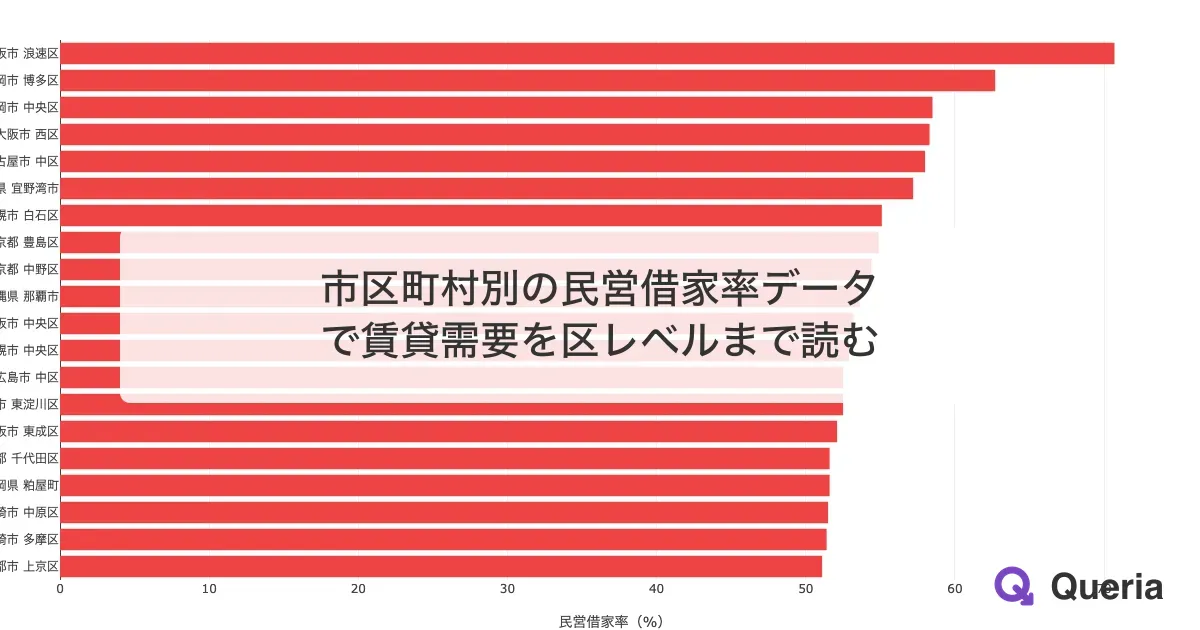 阪市 浪速区
岡市 博多区
岡市 中央区
大阪市 西区
古屋市 中区
県 宜野湾市
幌市 白石区
京都 豊島区
京都 中野区
縄県 那覇市
阪市 中央区
幌市 中央区
広島市 中区
市 東淀川区
阪市 東成区
都 千代田区
岡県 粕屋町
崎市 中原区
崎市 多摩区
都市 上京区
市区町村別の民営借家率データ
で賃貸需要を区レベルまで読む
0 10 20 30 40 50 60 70
民営借家率（%）
Queria